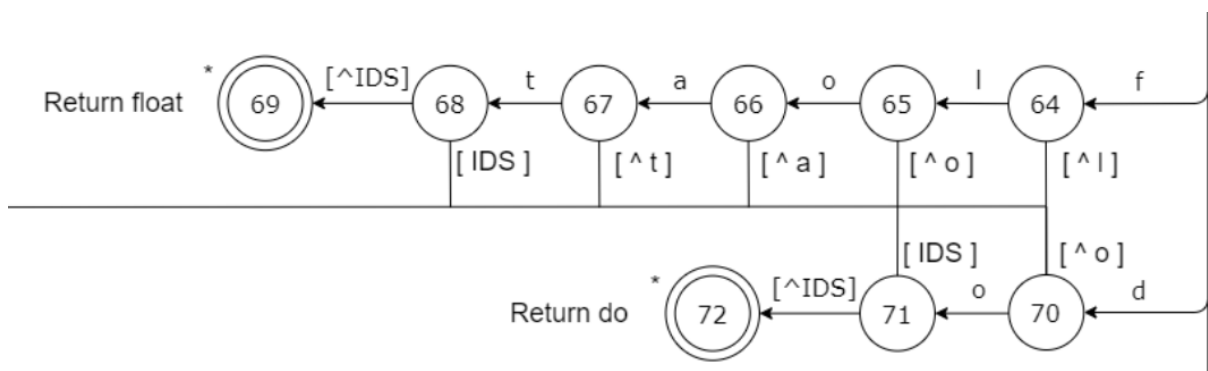 * [^IDS] t a o l f
Return float 69 68 67 66 65 64
[ IDS ] [ ^ t ] [ ^ a ] [ ^ o ] [ ^ l ]
[ IDS ] [ ^ o ]
* [^IDS] o d
Return do 72 71 70